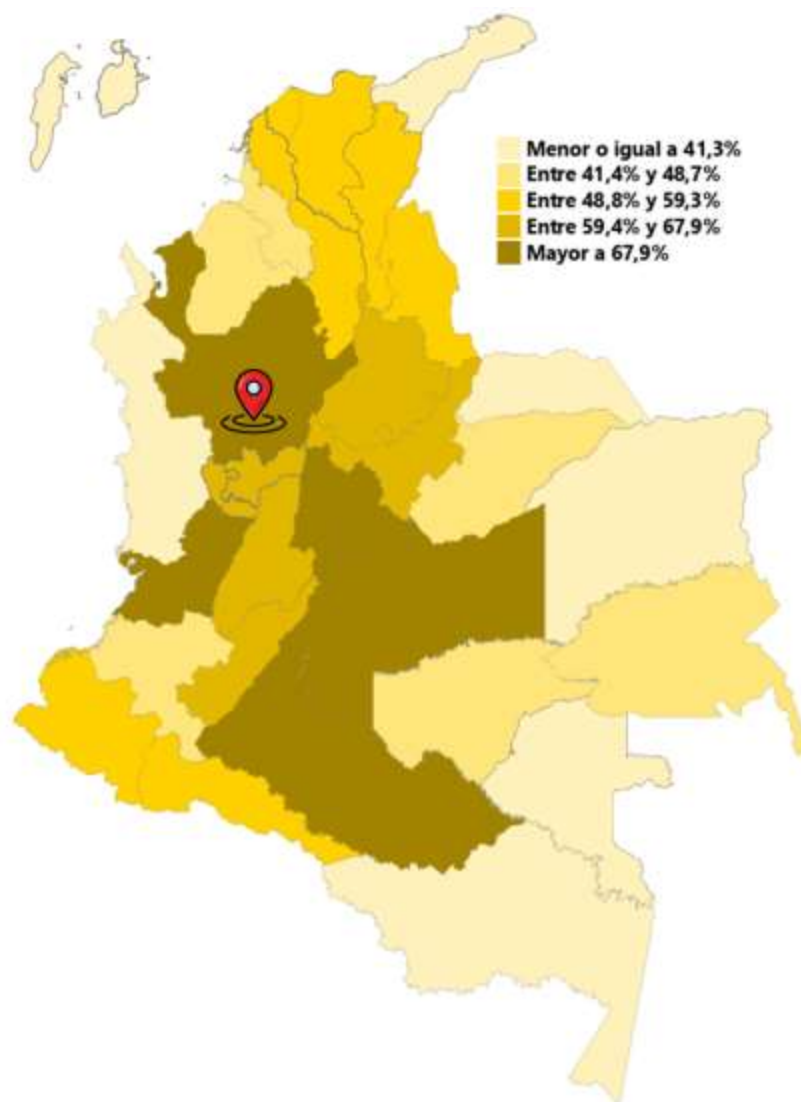 Menor o igual a 41,3%
Entre 41,4% y 48,7%
Entre 48,8% y 59,3%
Entre 59,4% y 67,9%
Mayor a 67,9%